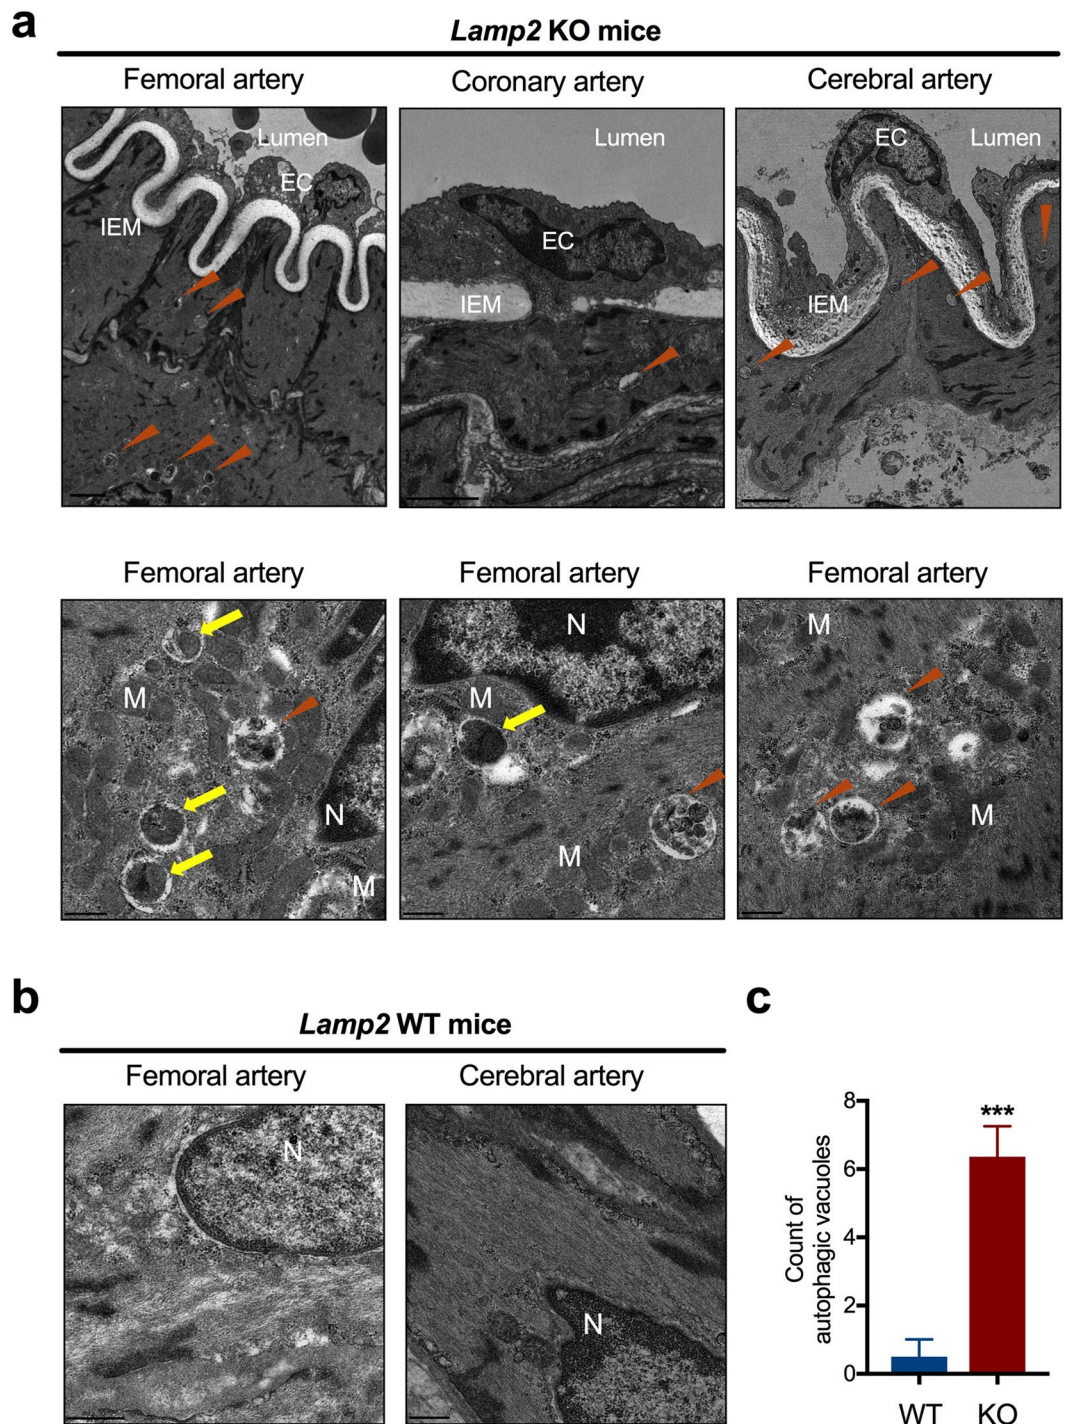 a
Lamp2 KO mice
Femoral artery
Coronary artery
Cerebral artery
Lumen
EC
IEM
Lumen
EC
IEM
EC
Lumen
IEM
Femoral artery
Femoral artery
Femoral artery
M
N
M
N
M
M
M
M
b
Lamp2 WT mice
Femoral artery
Cerebral artery
N
N
c
Count of
autophagic vacuoles
8
6
4
2
0
***
WT
KO